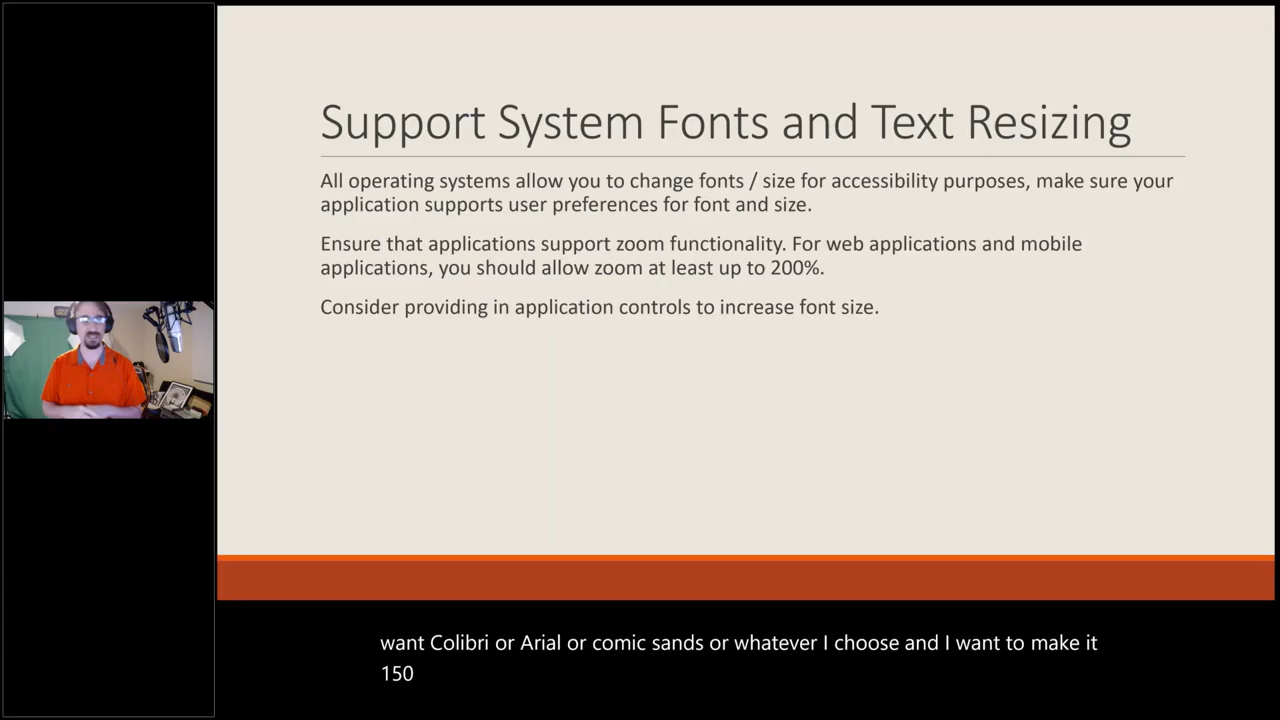 Support System Fonts and Text Resizing
All operating systems allow you to change fonts / size for accessibility purposes, make sure your
application supports user preferences for font and size.
Ensure that applications support zoom functionality. For web applications and mobile
applications, you should allow zoom at least up to 200%.
Consider providing in application controls to increase font size.
want Colibri or Arial or comic sands or whatever I choose and I want to make it
150